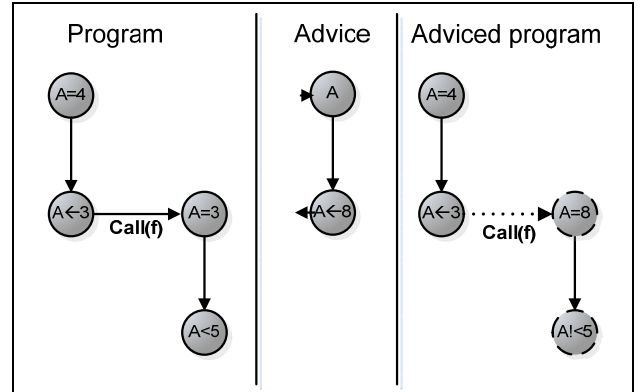 Program
Advice
Adviced program
A=4
A
A=4
A←3
Call(f)
A=3
A←8
A←3
Call(f)
A=8
A<5
A!<5